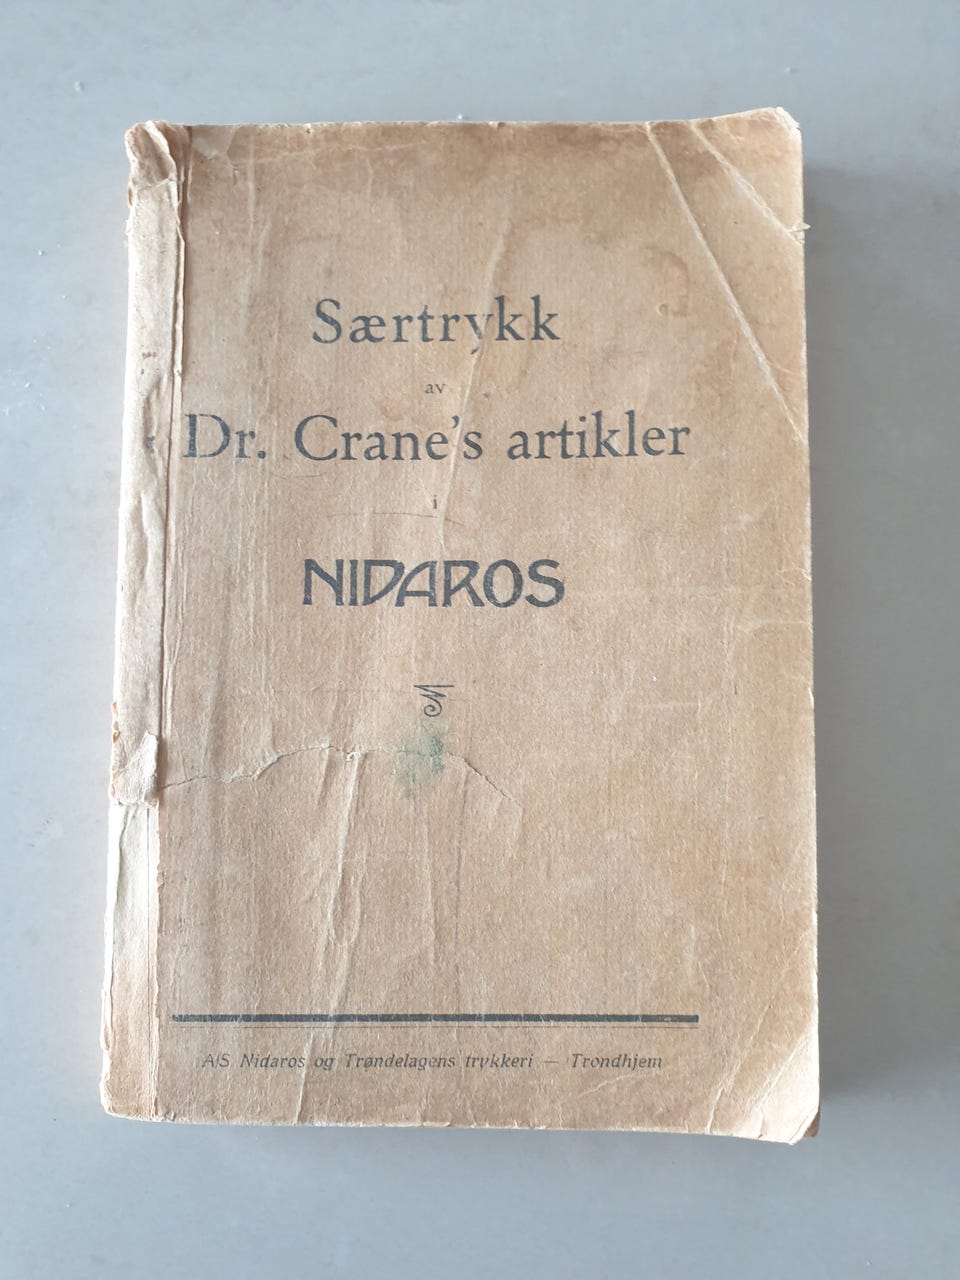 Særtrykk
av
Dr. Crane's artikler
i
NIDAROS
A/S Nidaros og Trøndelagens trykkeri — Trondhjem